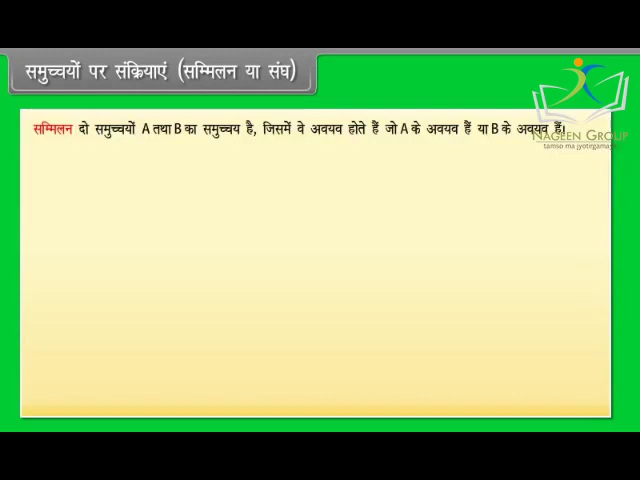 समुच्चयों पर संक्रियाएं (सम्मिलन या संघ)
सम्मिलन दो समुच्चयों A तथा B का समुच्चय है, जिसमें वे अवयव होते हैं जो A के अवयव हैं या B के अवयव हैं।
NAGEEN GROUP
tamso ma jyotirgamaya